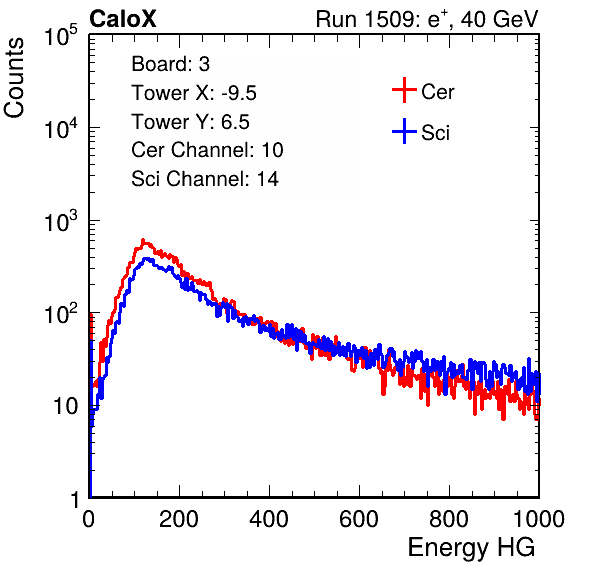 CaloX Run 1509: e⁺, 40 GeV
Counts
10⁵
10⁴
10³
10²
10
1
Board: 3
Tower X: -9.5
Tower Y: 6.5
Cer Channel: 10
Sci Channel: 14
Cer
Sci
0 200 400 600 800 1000
Energy HG